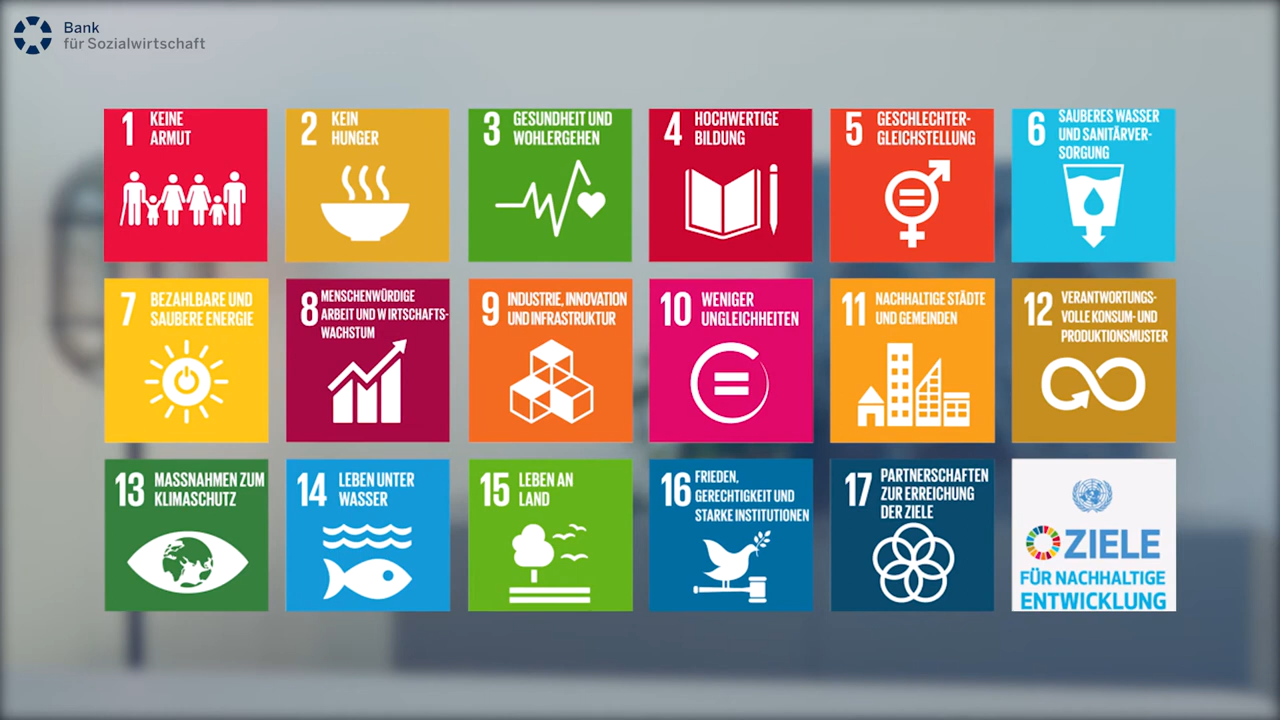 Bank
für Sozialwirtschaft
1 KEINE
ARMUT
2 KEIN
HUNGER
3 GESUNDHEIT UND
WOHLERGEHEN
4 HOCHWERTIGE
BILDUNG
5 GESCHLECHTER-
GLEICHSTELLUNG
6 SAUBERES WASSER
UND SANITÄRVER-
SORGUNG
7 BEZAHLBARE UND
SAUBERE ENERGIE
8 MENSCHENWÜRDIGE
ARBEIT UND W IRTSCHAFTS-
WACHSTUM
9 INDUSTRIE, INNOVATION
UND INFRASTRUKTUR
10 WENIGER
UNGLEICHHEITEN
11 NACHHALTIGE STÄDTE
UND GEMEINDEN
12 VERANTWORTUNGS-
VOLLE KONSUM- UND
PRODUKTIONSMUSTER
13 MASSNAHMEN ZUM
KLIMASCHUTZ
14 LEBEN UNTER
WASSER
15 LEBEN AN
LAND
16 FRIEDEN,
GERECHTIGKEIT UND
STARKE INSTITUTIONEN
17 PARTNERSCHAFTEN
ZUR ERREICHUNG
DER ZIELE
ZIELE
FÜR NACHHALTIGE
ENTWICKLUNG